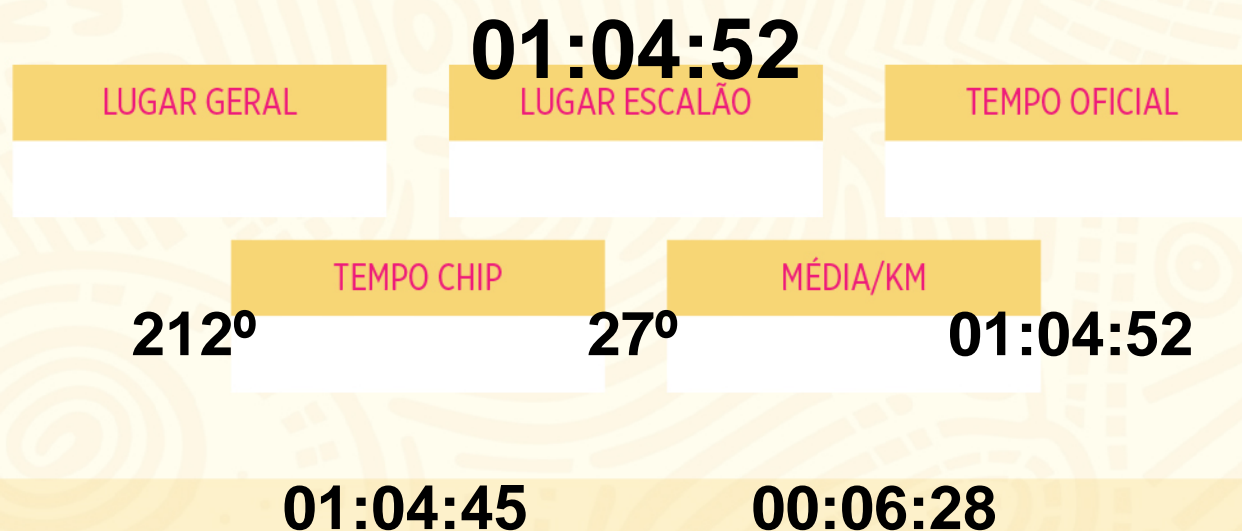 01:04:52
LUGAR GERAL LUGAR ESCALÃO TEMPO OFICIAL
TEMPO CHIP MÉDIA/KM
212º 27º 01:04:52
01:04:45 00:06:28